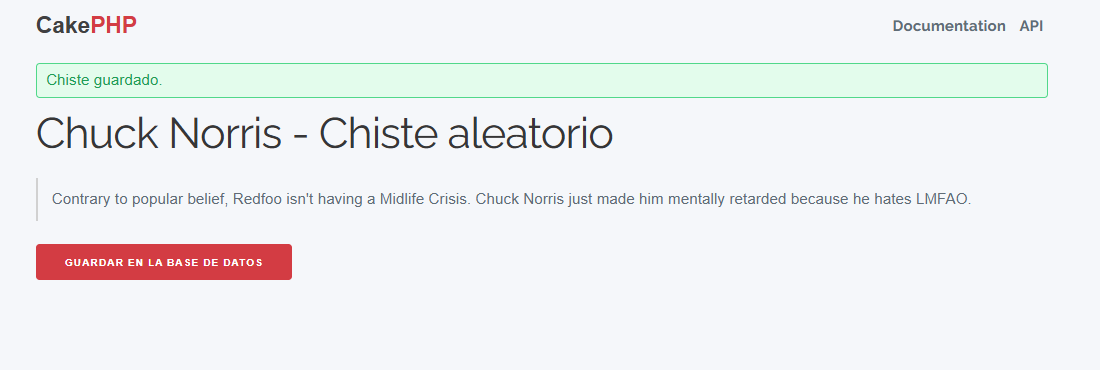 CakePHP
Documentation API
Chiste guardado.
Chuck Norris - Chiste aleatorio
Contrary to popular belief, Redfoo isn't having a Midlife Crisis. Chuck Norris just made him mentally retarded because he hates LMFAO.
GUARDAR EN LA BASE DE DATOS